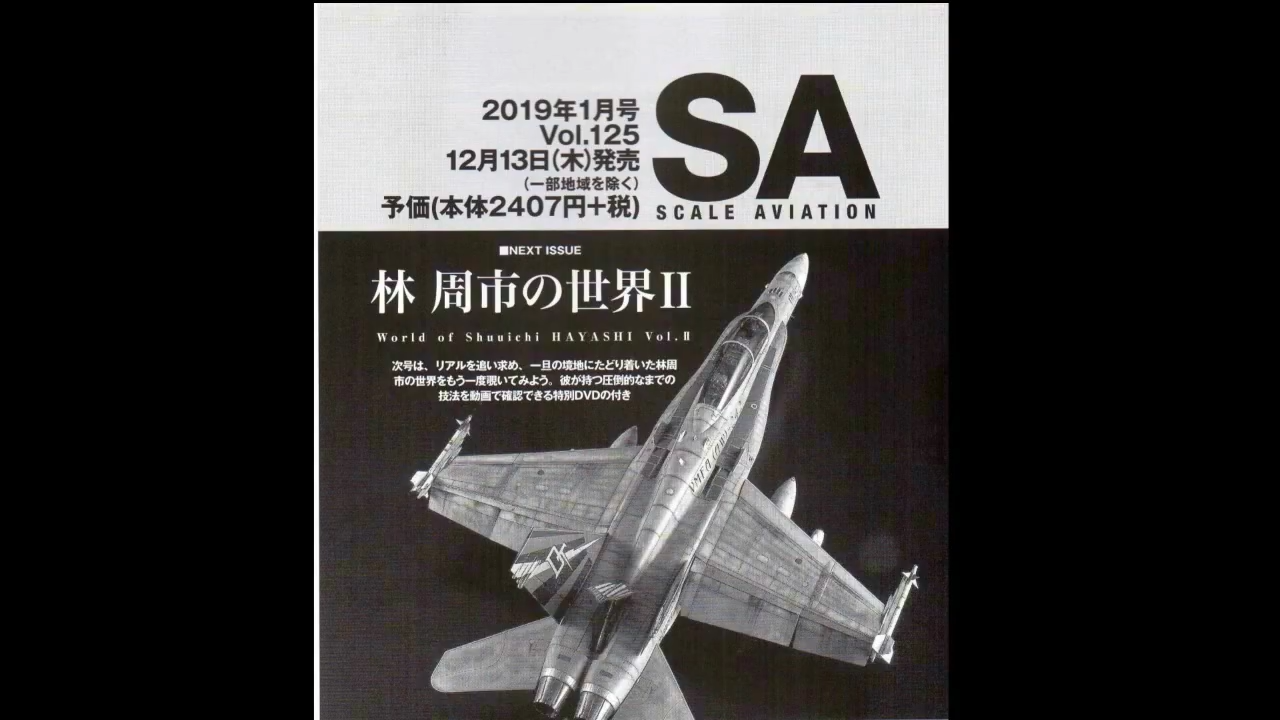 2019年1月号
Vol.125
12月13日(木)発売
(一部地域を除く)
予価(本体2407円+税)
SA
SCALE AVIATION
■NEXT ISSUE
林 周市の世界II
World of Shuuichi HAYASHI Vol.II
次号は、リアルを追い求め、一旦の境地にたどり着いた林周
市の世界をもう一度覗いてみよう。彼が持つ圧倒的なまでの
技法を動画で確認できる特別DVDの付き